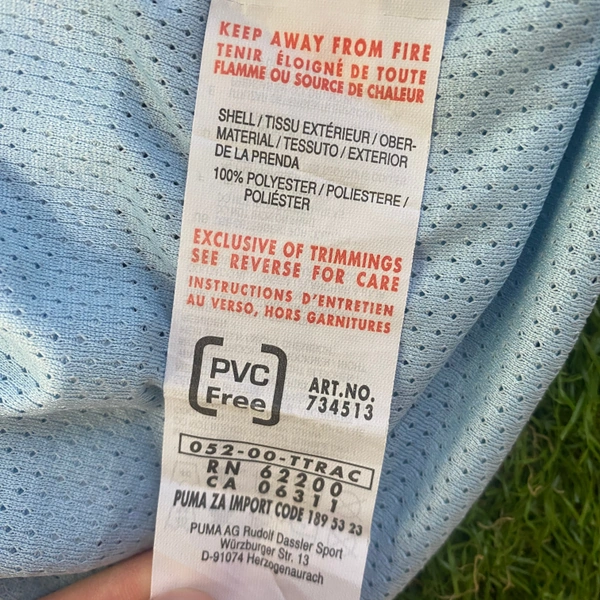 KEEP AWAY FROM FIRE
TENIR ÉLOIGNÉ DE TOUTE
FLAMME OU SOURCE DE CHALEUR
SHELL / TISSU EXTÉRIEUR / OBER-
MATERIAL / TESSUTO / EXTERIOR
DE LA PRENDA
100% POLYESTER / POLIESTERE /
POLIÉSTER
EXCLUSIVE OF TRIMMINGS
SEE REVERSE FOR CARE
INSTRUCTIONS D'ENTRETIEN
AU VERSO, HORS GARNITURES
PVC
Free
ART.NO.
734513
052-00-TTRAC
RN 62200
CA 06311
PUMA ZA IMPORT CODE 189 53 23
PUMA AG Rudolf Dassler Sport
Würzburger Str. 13
D-91074 Herzogenaurach